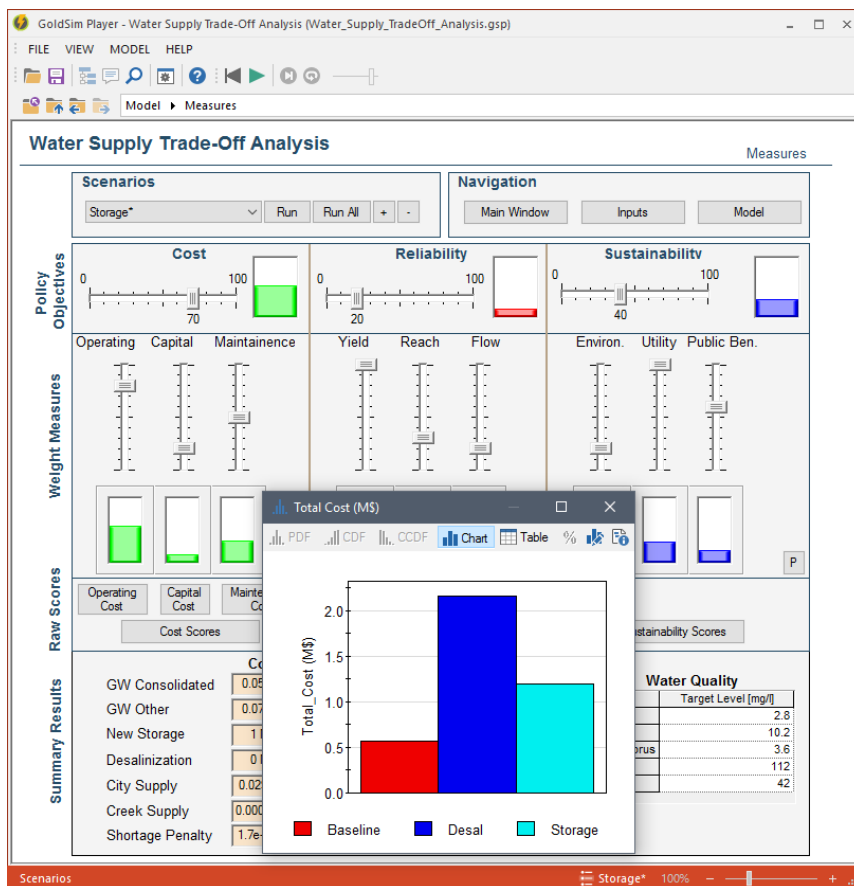 GoldSim Player - Water Supply Trade-Off Analysis (Water_Supply_TradeOff_Analysis.gsp)
FILE VIEW MODEL HELP
Model Measures
Water Supply Trade-Off Analysis
Measures
Scenarios
Navigation
Storage*
Run
Run All
+
-
Main Window
Inputs
Model
Policy
Objectives
Cost
Reliability
Sustainability
0 100
0 100
0 100
70
20
40
Weight Measures
Operating Capital Maintainence
Yield Reach Flow
Environ. Utility Public Ben.
P
Raw Scores
Operating
Cost
Capital
Cost
Cost Scores
Scores
Summary Results
GW Consolidated
GW Other
New Storage
Desalinization
City Supply
Creek Supply
Shortage Penalty
Water Quality
Target Level [mg/l]
2.8
10.2
3.6
112
42
Total Cost (M$)
PDF CDF CCDF Chart Table %
Total_Cost (M$)
2.0
1.5
1.0
0.5
0.0
Baseline Desal Storage
Scenarios
Storage* 100% - +